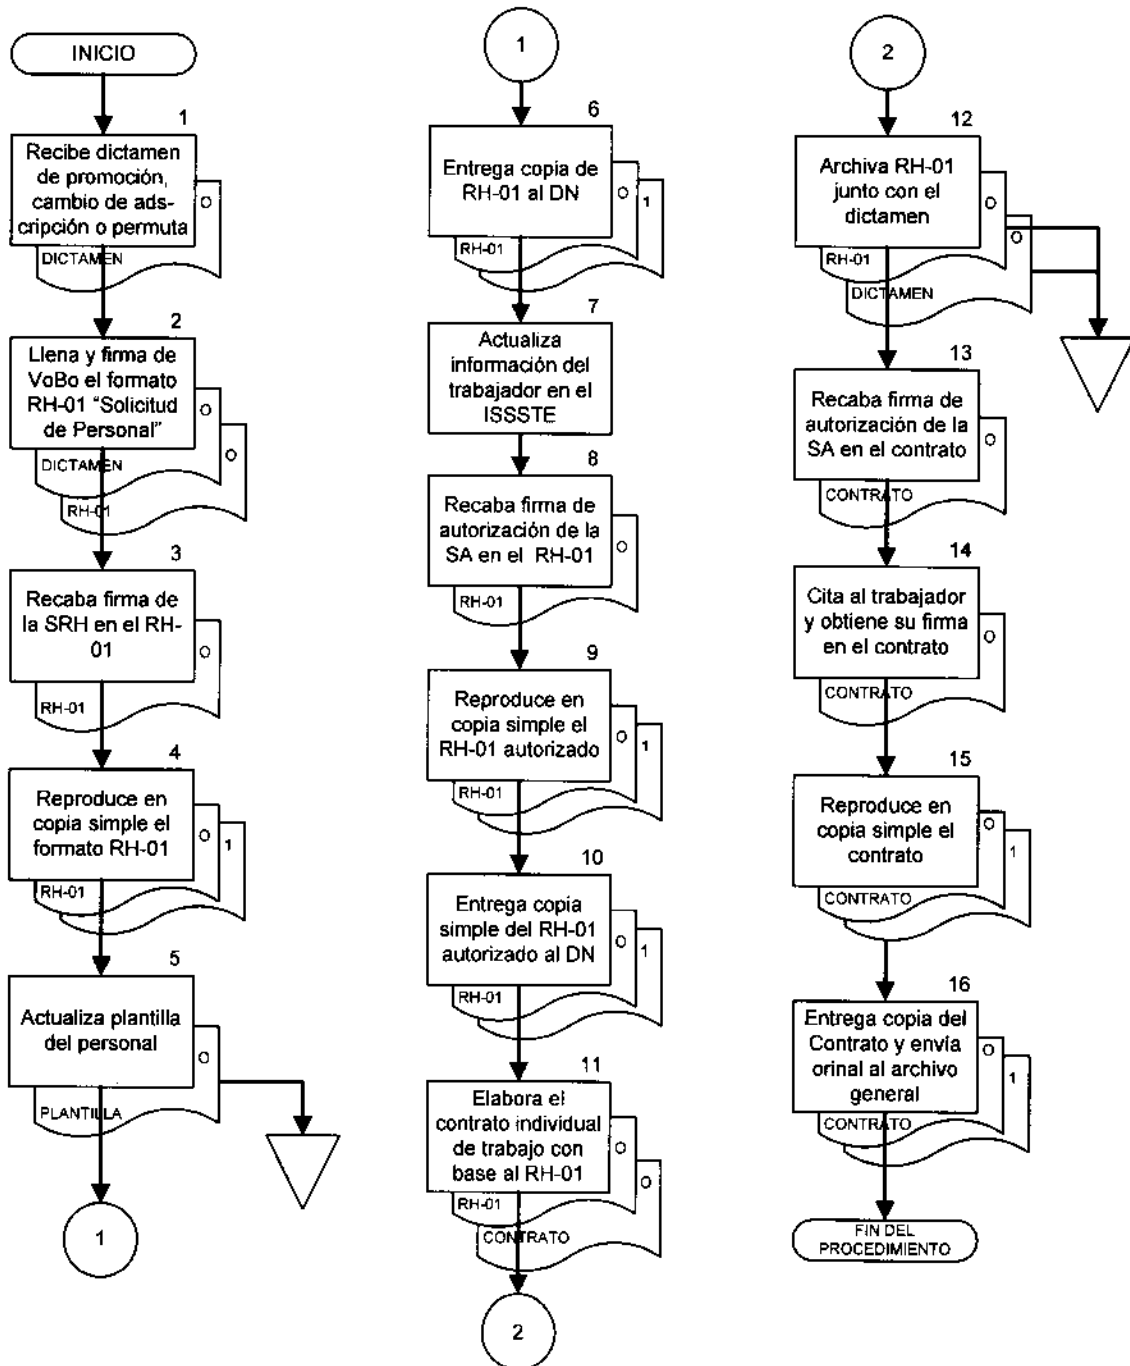 INICIO
1
Recibe dictamen
de promoción,
cambio de ads-
cripción o permuta
O
DICTAMEN
2
Llena y firma de
VoBo el formato
RH-01 “Solicitud
de Personal”
O
O
DICTAMEN
RH-01
3
Recaba firma de
la SRH en el RH-
01
O
RH-01
4
Reproduce en
copia simple el
formato RH-01
O
1
RH-01
5
Actualiza plantilla
del personal
O
PLANTILLA
1
1
6
Entrega copia de
RH-01 al DN
O
1
RH-01
7
Actualiza
información del
trabajador en el
ISSSTE
8
Recaba firma de
autorización de la
SA en el RH-01
O
RH-01
9
Reproduce en
copia simple el
RH-01 autorizado
O
1
RH-01
10
Entrega copia
simple del RH-01
autorizado al DN
O
1
RH-01
11
Elabora el
contrato individual
de trabajo con
base al RH-01
O
O
RH-01
CONTRATO
2
2
12
Archiva RH-01
junto con el
dictamen
O
O
RH-01
DICTAMEN
13
Recaba firma de
autorización de la
SA en el contrato
O
CONTRATO
14
Cita al trabajador
y obtiene su firma
en el contrato
O
CONTRATO
15
Reproduce en
copia simple el
contrato
O
1
CONTRATO
16
Entrega copia del
Contrato y envía
orinal al archivo
general
O
1
CONTRATO
FIN DEL
PROCEDIMIENTO